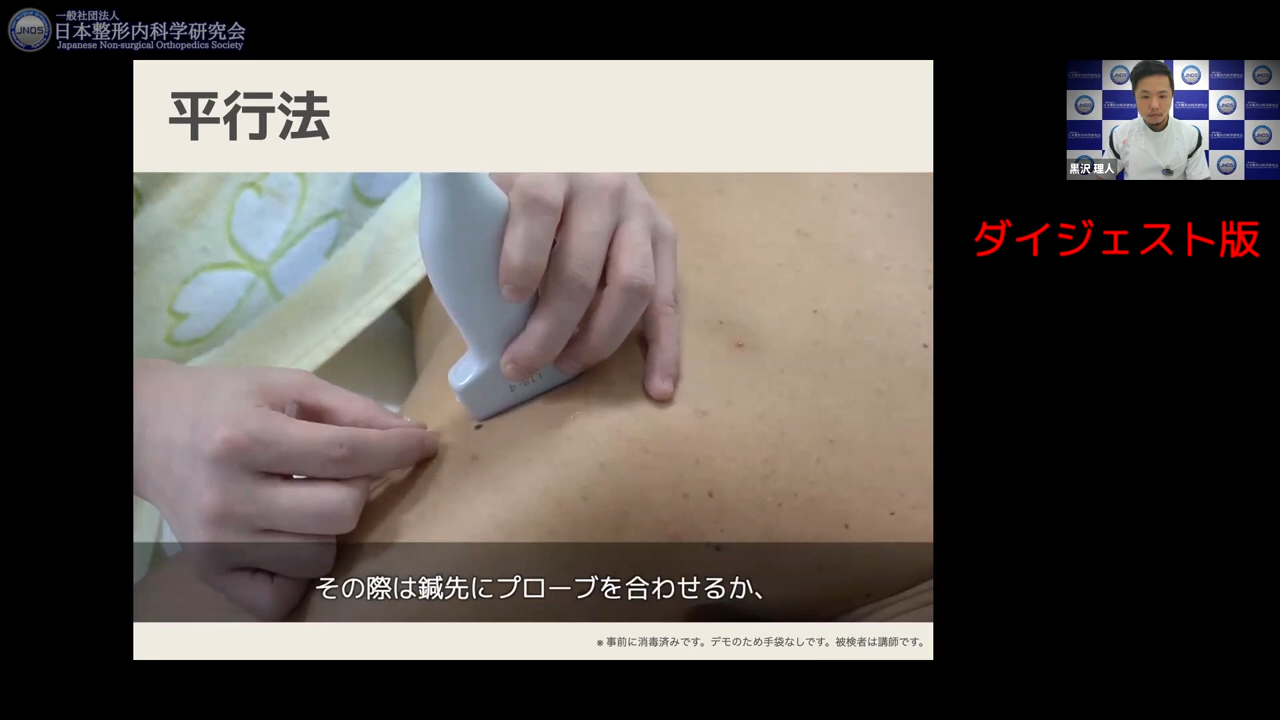 一般社団法人
JNOS
日本整形内科学研究会
Japanese Non-surgical Orthopedics Society
平行法
黒沢 理人
ダイジェスト版
その際は鍼先にプローブを合わせるか、
※ 事前に消毒済みです。デモのため手袋なしです。被検者は講師です。